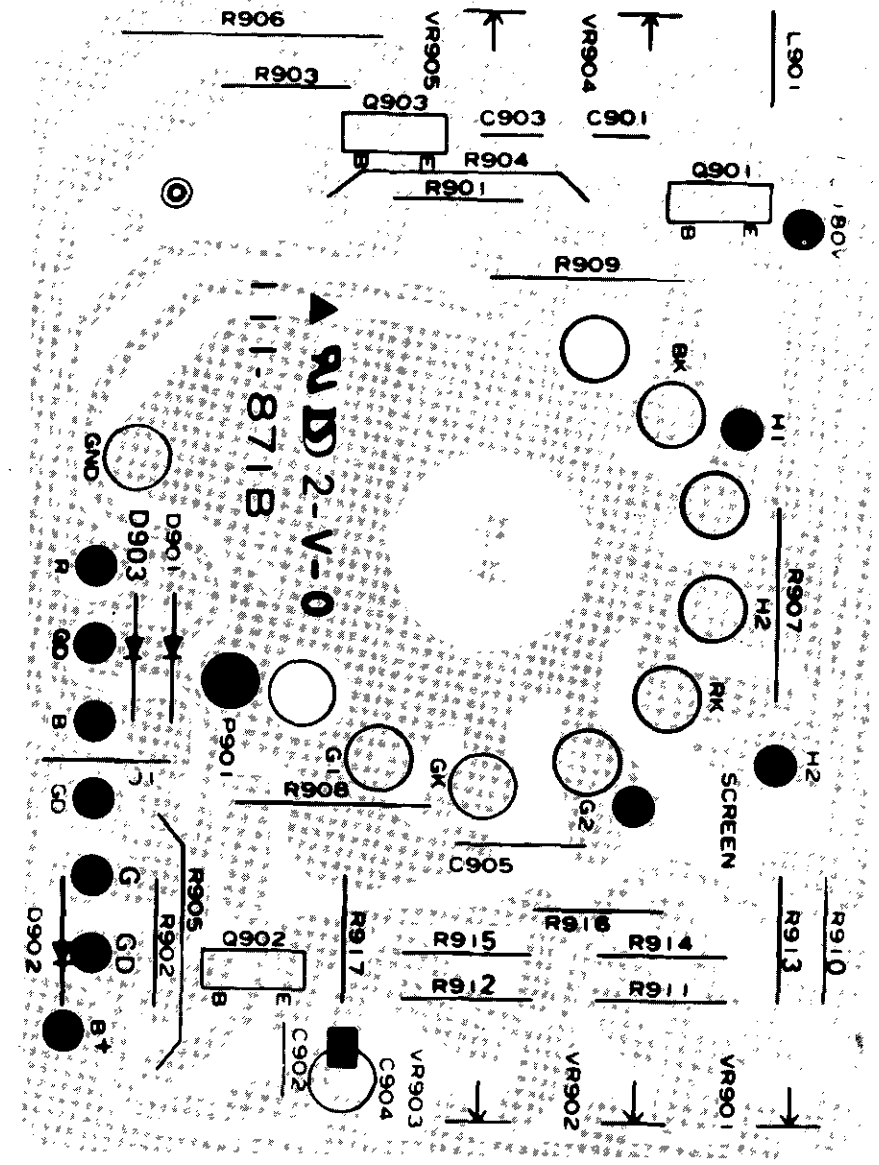 R906
VR905
VR904
L901
R903
Q903
C903
C901
B
E
R904
R901
Q901
B
E
180V
R909
BK
H1
2-V-0
111-871B
GND
D903
D901
R
GD
B
R907
H2
RK
P901
G1
GK
G2
H2
SCREEN
R908
GD
C905
G
R905
R902
D902
GD
B+
Q902
B
E
R917
R916
R915
R914
R912
R911
R913
R910
C902
C904
VR903
VR902
VR901